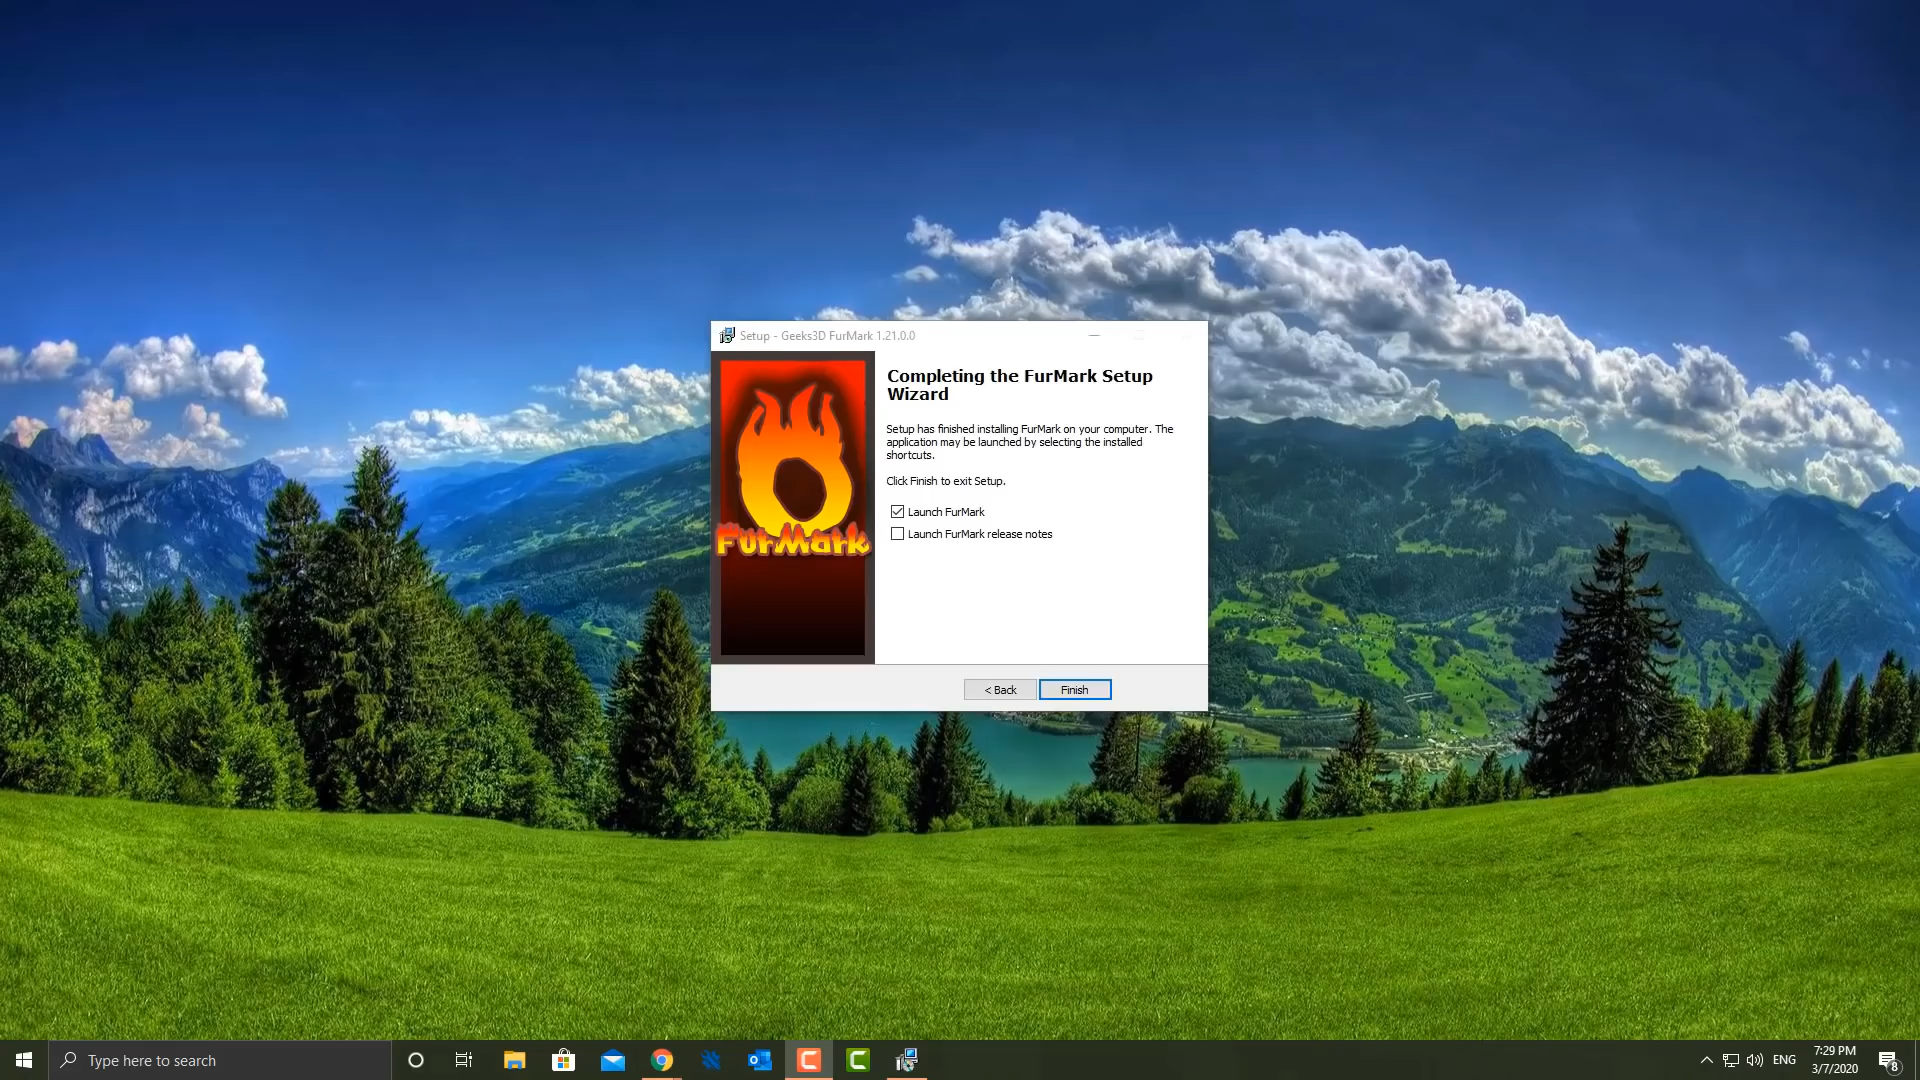 Setup - Geeks3D FurMark 1.21.0.0
FurMark
Completing the FurMark Setup
Wizard
Setup has finished installing FurMark on your computer. The
application may be launched by selecting the installed
shortcuts.
Click Finish to exit Setup.
Launch FurMark
Launch FurMark release notes
< Back
Finish
Type here to search
ENG
7:29 PM
3/7/2020
8